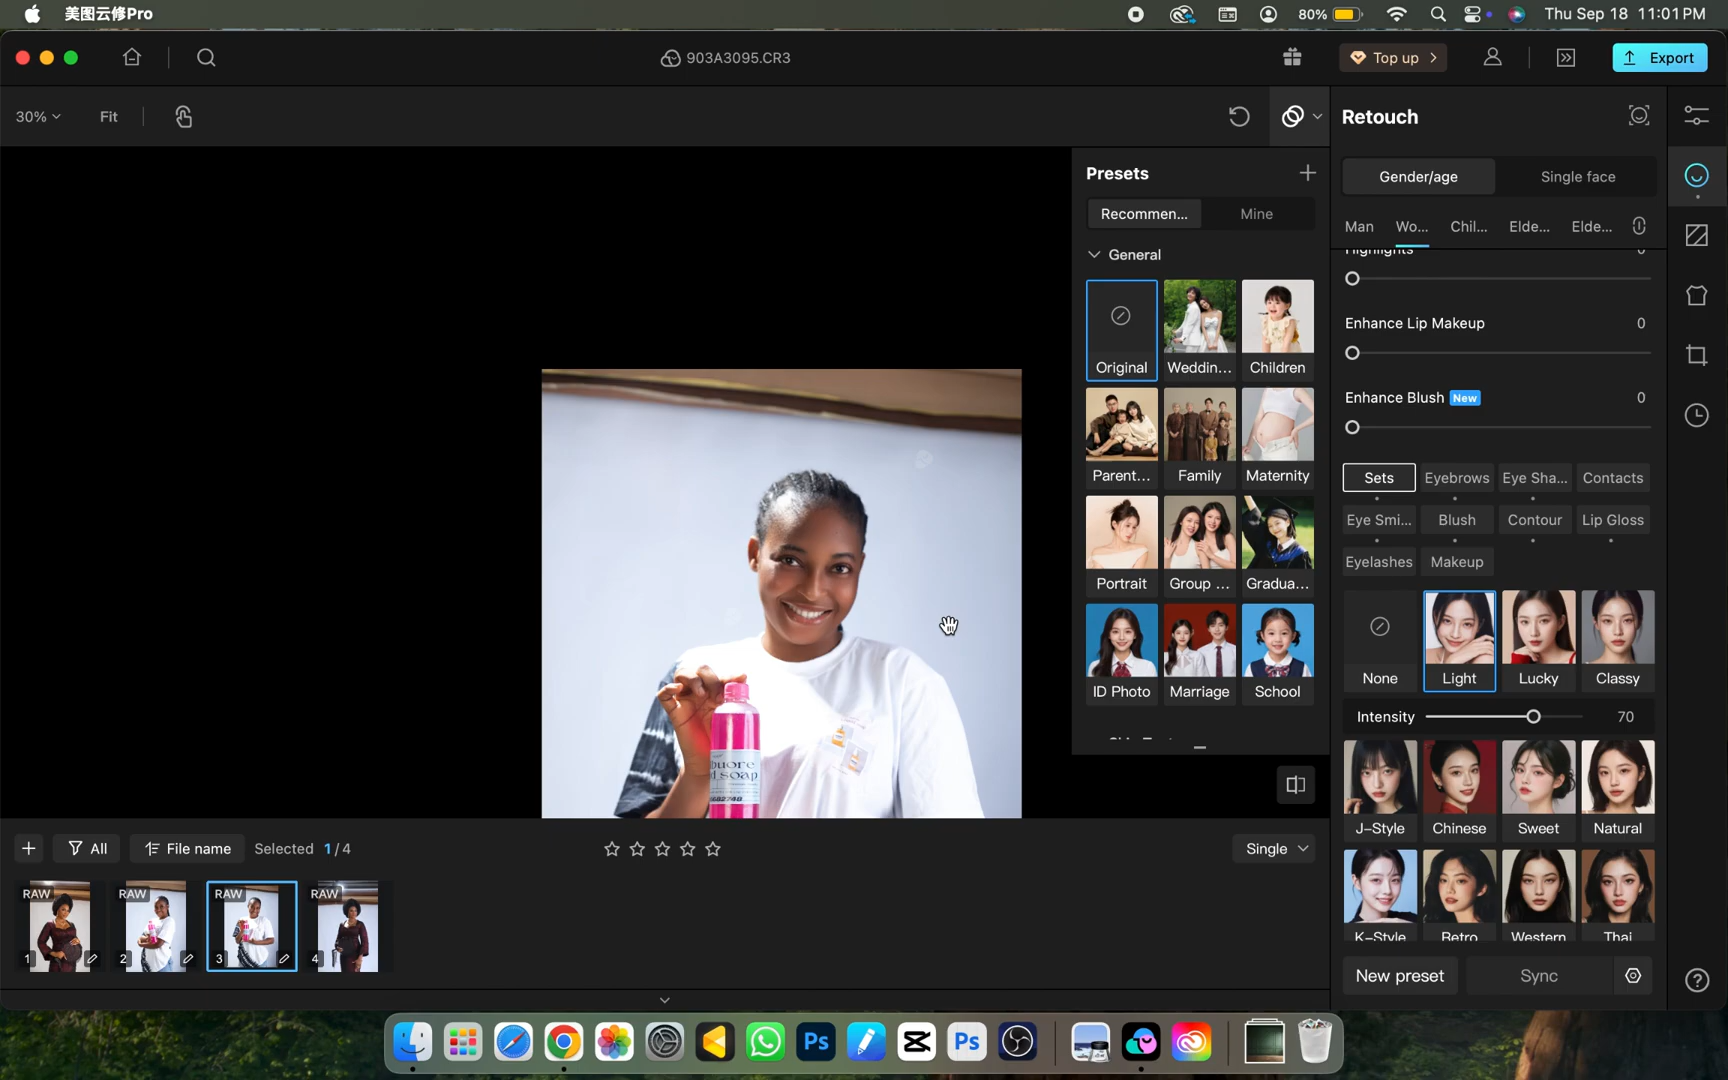 美图云修Pro
80%
Thu Sep 18 11:01 PM
903A3095.CR3
Top up
Export
30%
Fit
Retouch
Gender/age
Single face
Man
Wo...
Chil...
Elde...
Elde...
Presets
Recommen...
Mine
General
Original
Weddin...
Children
Parent...
Family
Maternity
Portrait
Group ...
Gradua...
ID Photo
Marriage
School
Highlights
0
Enhance Lip Makeup
0
Enhance Blush New
0
Sets
Eyebrows
Eye Sha...
Contacts
Eye Smi...
Blush
Contour
Lip Gloss
Eyelashes
Makeup
None
Light
Lucky
Classy
Intensity
70
J-Style
Chinese
Sweet
Natural
K-Style
Retro
Western
Thai
New preset
Sync
All
File name
Selected 1/4
Single
RAW
RAW
RAW
RAW
1
2
3
4
Ps
Ps